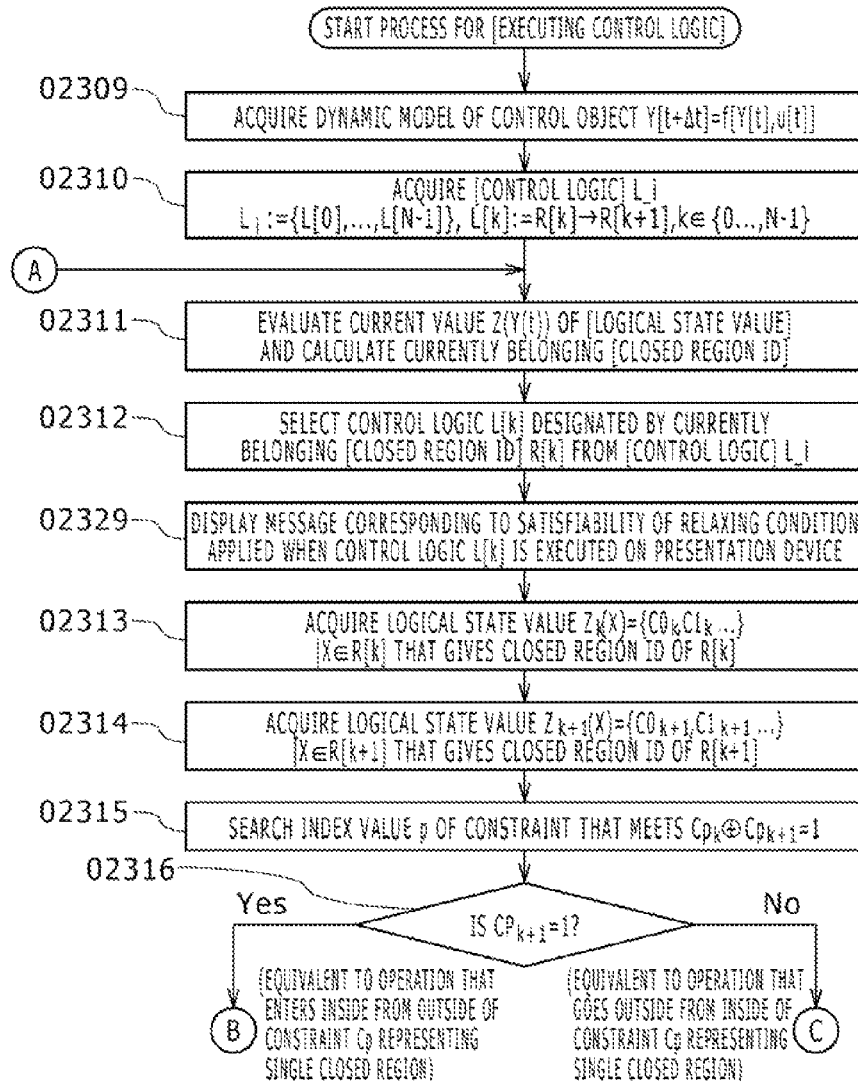 START PROCESS FOR [EXECUTING CONTROL LOGIC]
02309
ACQUIRE DYNAMIC MODEL OF CONTROL OBJECT Y[t+Δt]=f[Y[t],u[t]]
02310
ACQUIRE [CONTROL LOGIC] L_i
L_i :={L[0],...,L[N-1]}, L[k]:=R[k]→R[k+1],k∈{0...,N-1}
A
02311
EVALUATE CURRENT VALUE Z(Y(t)) OF [LOGICAL STATE VALUE]
AND CALCULATE CURRENTLY BELONGING [CLOSED REGION ID]
02312
SELECT CONTROL LOGIC L[k] DESIGNATED BY CURRENTLY
BELONGING [CLOSED REGION ID] R[k] FROM [CONTROL LOGIC] L_i
02329
DISPLAY MESSAGE CORRESPONDING TO SATISFIABILITY OF RELAXING CONDITION
APPLIED WHEN CONTROL LOGIC L[k] IS EXECUTED ON PRESENTATION DEVICE
02313
ACQUIRE LOGICAL STATE VALUE Zk(X)={C0k,C1k...}
|X∈R[k] THAT GIVES CLOSED REGION ID OF R[k]
02314
ACQUIRE LOGICAL STATE VALUE Zk+1(X)={C0k+1,C1k+1...}
|X∈R[k+1] THAT GIVES CLOSED REGION ID OF R[k+1]
02315
SEARCH INDEX VALUE p OF CONSTRAINT THAT MEETS Cpk⊕Cpk+1=1
02316
Yes
No
IS CPk+1=1?
(EQUIVALENT TO OPERATION THAT
ENTERS INSIDE FROM OUTSIDE OF
CONSTRAINT Cp REPRESENTING
SINGLE CLOSED REGION)
B
(EQUIVALENT TO OPERATION THAT
GOES OUTSIDE FROM INSIDE OF
CONSTRAINT Cp REPRESENTING
SINGLE CLOSED REGION)
C